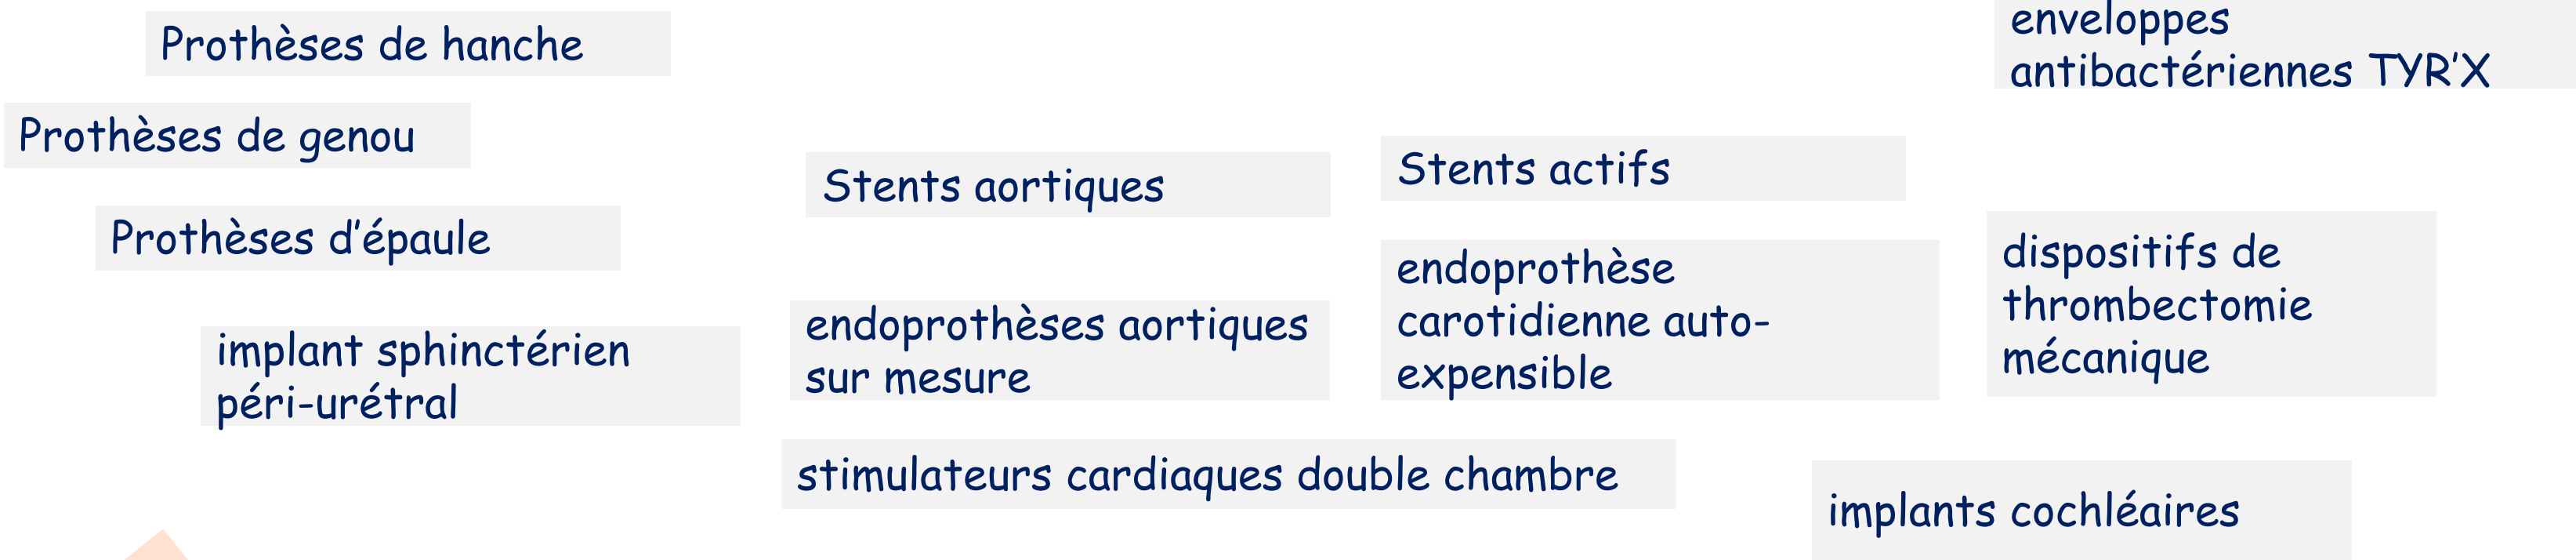 Prothèses de hanche
Prothèses de genou
Prothèses d’épaule
implant sphinctérien
péri-urétral
Stents aortiques
endoprothèses aortiques
sur mesure
Stents actifs
endoprothèse
carotidienne auto-
expensible
enveloppes
antibactériennes TYR’X
dispositifs de
thrombectomie
mécanique
stimulateurs cardiaques double chambre
implants cochléaires